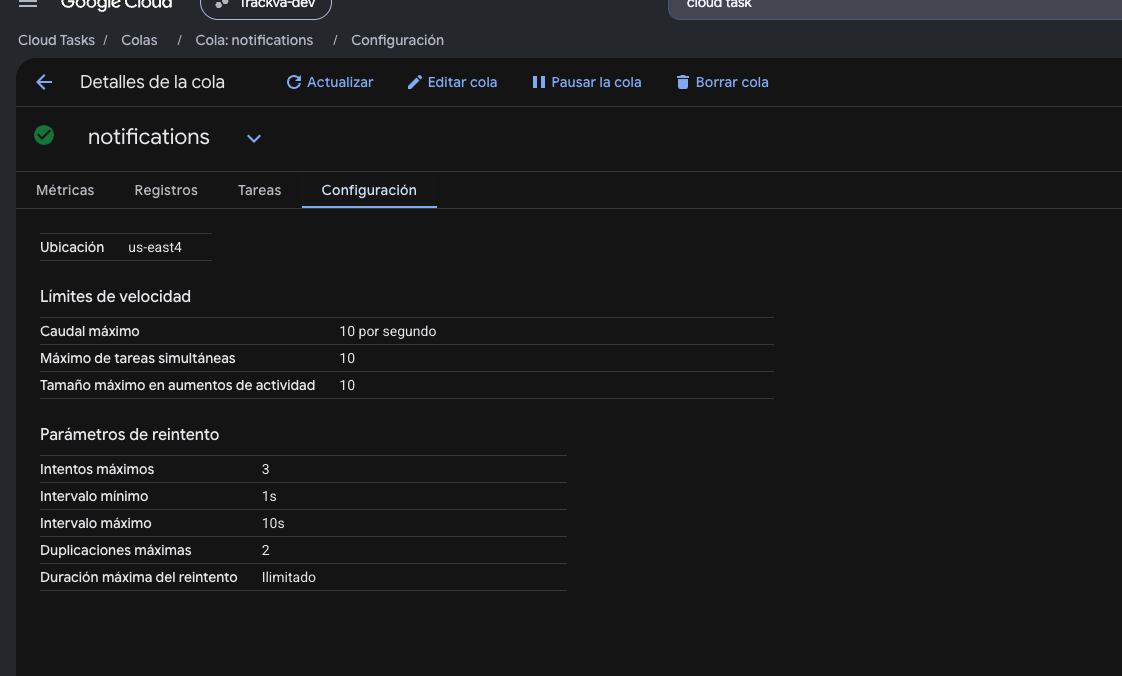 Google Cloud
Trackva-dev
cloud task
Cloud Tasks / Colas / Cola: notifications / Configuración
Detalles de la cola Actualizar Editar cola Pausar la cola Borrar cola
notifications
Métricas Registros Tareas Configuración
Ubicación us-east4
Límites de velocidad
Caudal máximo 10 por segundo
Máximo de tareas simultáneas 10
Tamaño máximo en aumentos de actividad 10
Parámetros de reintento
Intentos máximos 3
Intervalo mínimo 1s
Intervalo máximo 10s
Duplicaciones máximas 2
Duración máxima del reintento Ilimitado